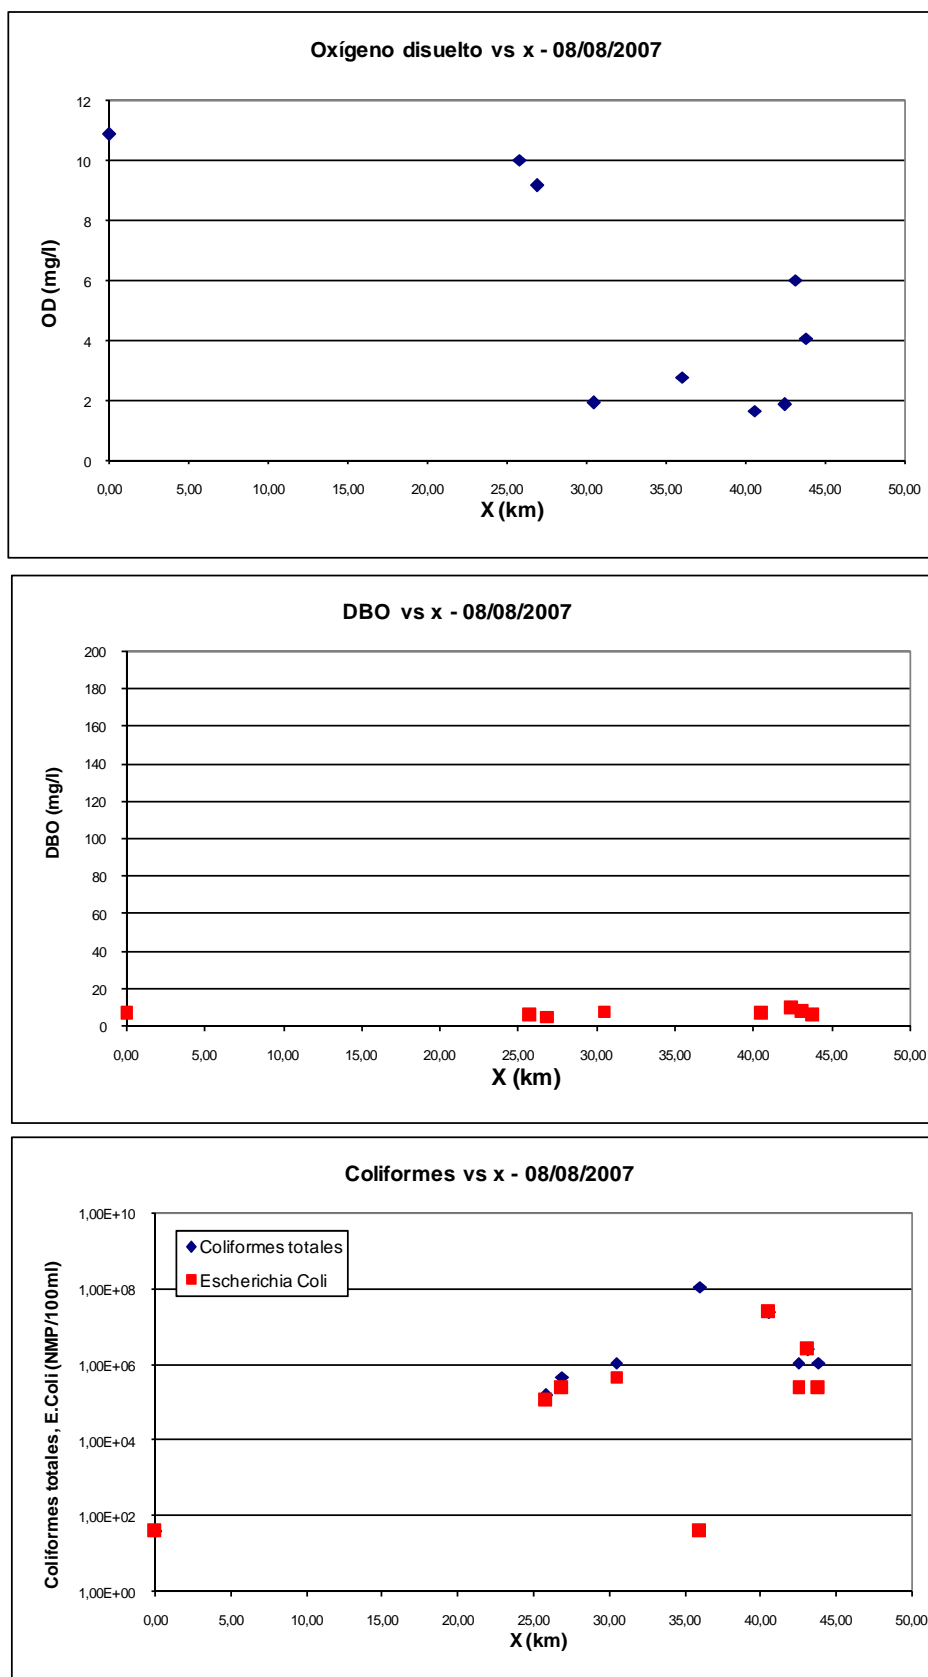 Oxígeno disuelto vs x - 08/08/2007
12
10
8
6
4
2
0
OD (mg/l)
0,00 5,00 10,00 15,00 20,00 25,00 30,00 35,00 40,00 45,00 50,00
X (km)
DBO vs x - 08/08/2007
200
180
160
140
120
100
80
60
40
20
0
DBO (mg/l)
0,00 5,00 10,00 15,00 20,00 25,00 30,00 35,00 40,00 45,00 50,00
X (km)
Coliformes vs x - 08/08/2007
1,00E+10
1,00E+08
1,00E+06
1,00E+04
1,00E+02
1,00E+00
Coliformes totales, E.Coli (NMP/100ml)
Coliformes totales
Escherichia Coli
0,00 5,00 10,00 15,00 20,00 25,00 30,00 35,00 40,00 45,00 50,00
X (km)